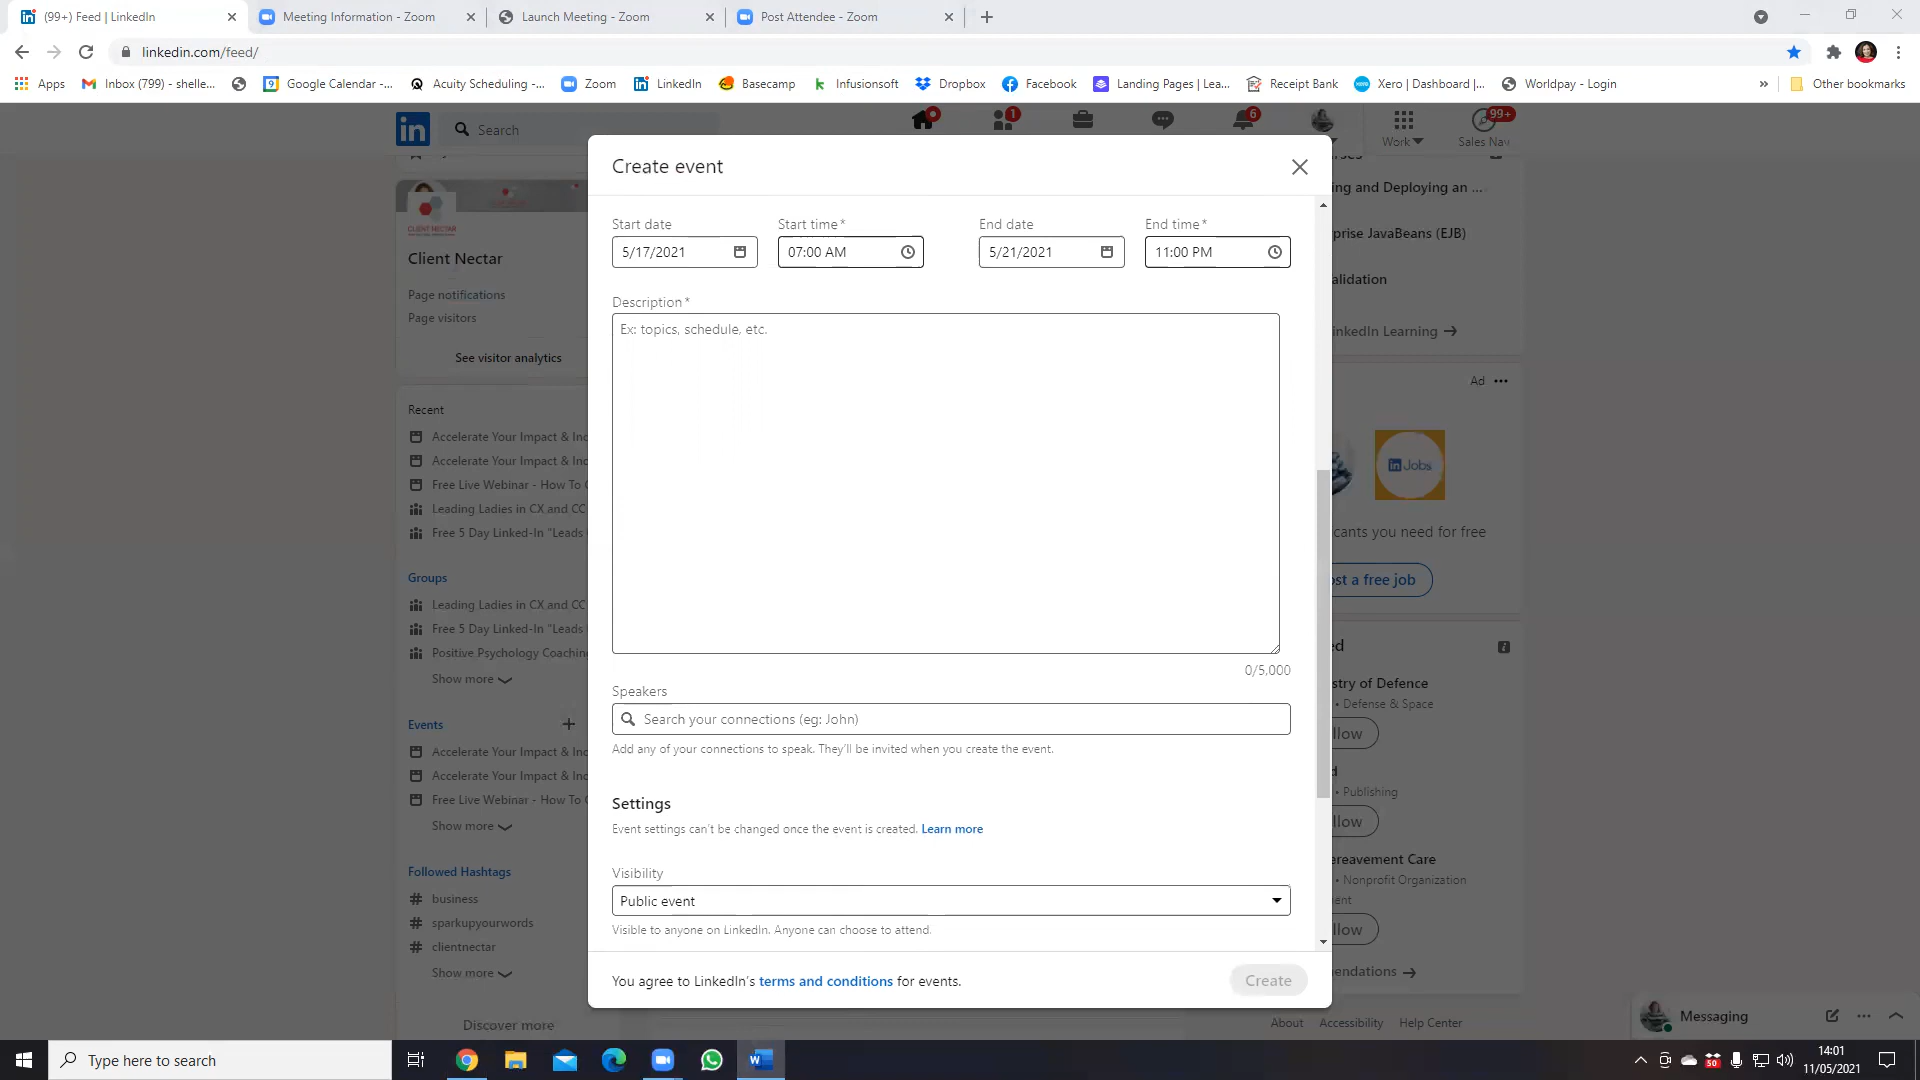 (99+) Feed | LinkedIn
Meeting Information - Zoom
Launch Meeting - Zoom
Post Attendee - Zoom
linkedin.com/feed/
Apps
Inbox (799) - shelle...
Google Calendar -...
Acuity Scheduling -...
Zoom
LinkedIn
Basecamp
Infusionsoft
Dropbox
Facebook
Landing Pages | Lea...
Receipt Bank
Xero | Dashboard |...
Worldpay - Login
»
Other bookmarks
in
Search
1
6
Work
99+
Sales Nav
Create event
Start date
Start time*
End date
End time*
5/17/2021
07:00 AM
5/21/2021
11:00 PM
Description*
Ex: topics, schedule, etc.
0/5,000
Speakers
Search your connections (eg: John)
Add any of your connections to speak. They'll be invited when you create the event.
Settings
Event settings can't be changed once the event is created. Learn more
Visibility
Public event
Visible to anyone on LinkedIn. Anyone can choose to attend.
You agree to LinkedIn's terms and conditions for events.
Create
CLIENT NECTAR
Client Nectar
Page notifications
Page visitors
See visitor analytics
Recent
Accelerate Your Impact & Inc
Accelerate Your Impact & Inc
Free Live Webinar - How To C
Leading Ladies in CX and CC
Free 5 Day Linked-In "Leads
Groups
Leading Ladies in CX and CC
Free 5 Day Linked-In "Leads
Positive Psychology Coaching
Show more
Events
Accelerate Your Impact & Inc
Accelerate Your Impact & Inc
Free Live Webinar - How To C
Show more
Followed Hashtags
# business
# sparkupyourwords
# clientnectar
Show more
Discover more
ing and Deploying an ...
prise JavaBeans (EJB)
alidation
inkedIn Learning
Ad
in Jobs
cants you need for free
ost a free job
ed
stry of Defence
• Defense & Space
llow
d
• Publishing
llow
ereavement Care
• Nonprofit Organization
ent
llow
endations
About
Accessibility
Help Center
Messaging
Type here to search
50
14:01
11/05/2021